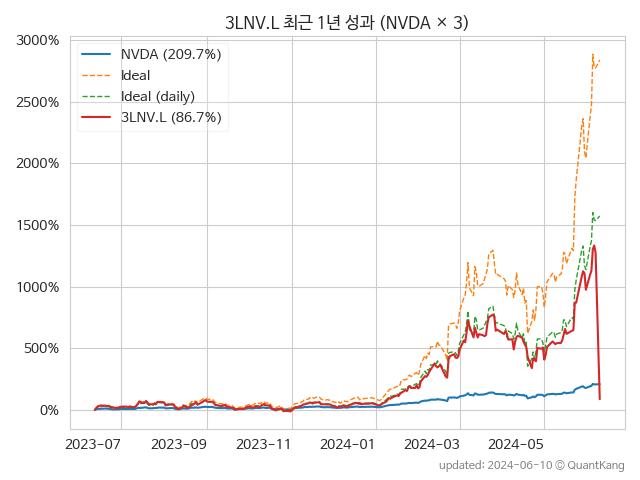 3LNV.L 최근 1년 성과 (NVDA × 3)
3000%
2500%
2000%
1500%
1000%
500%
0%
NVDA (209.7%)
Ideal
Ideal (daily)
3LNV.L (86.7%)
2023-07
2023-09
2023-11
2024-01
2024-03
2024-05
updated: 2024-06-10 © QuantKang